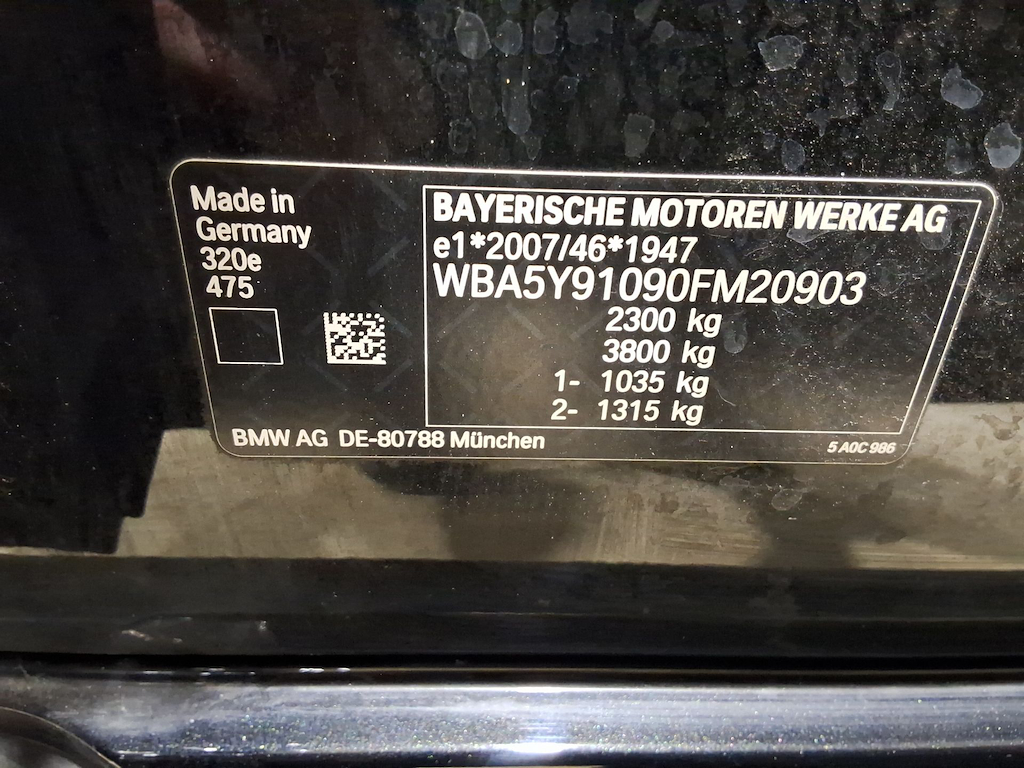 Made in
Germany
320e
475
BAYERISCHE MOTOREN WERKE AG
e1*2007/46*1947
WBA5Y91090FM20903
2300 kg
3800 kg
1- 1035 kg
2- 1315 kg
BMW AG DE-80788 München
5 A0C 986